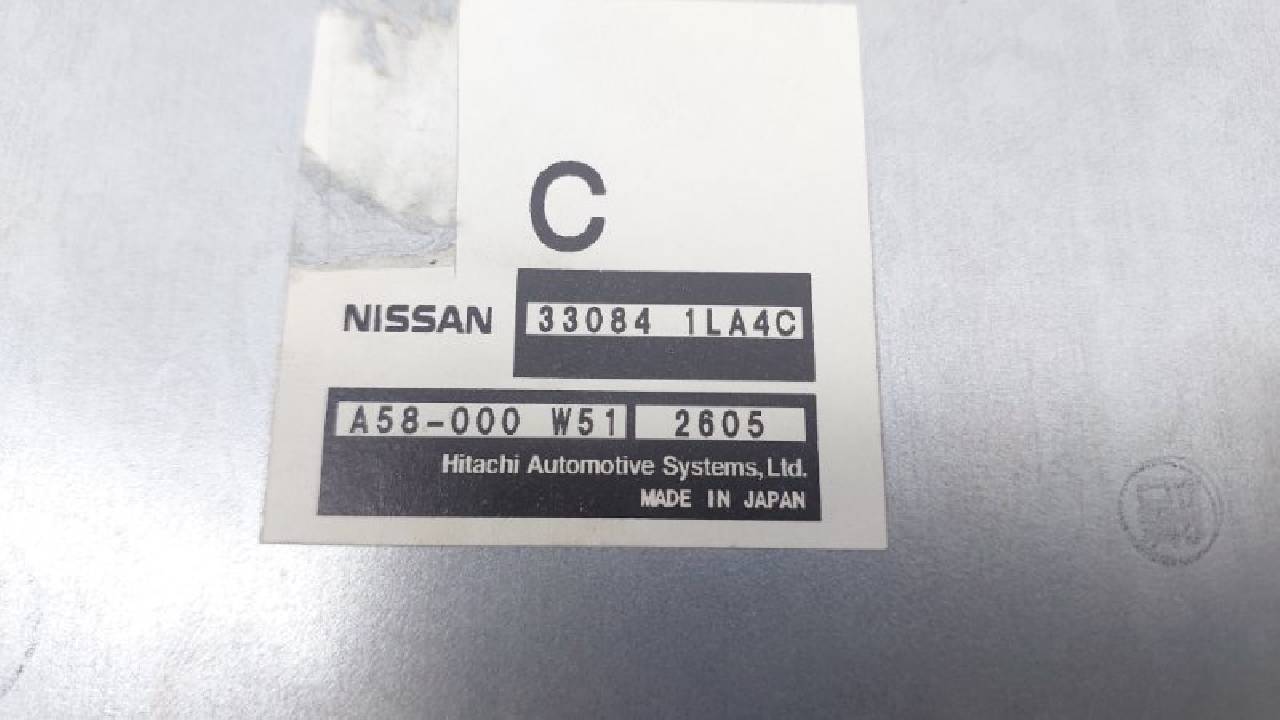 C
NISSAN 33084 1LA4C
A58-000 W51 2605
Hitachi Automotive Systems, Ltd.
MADE IN JAPAN